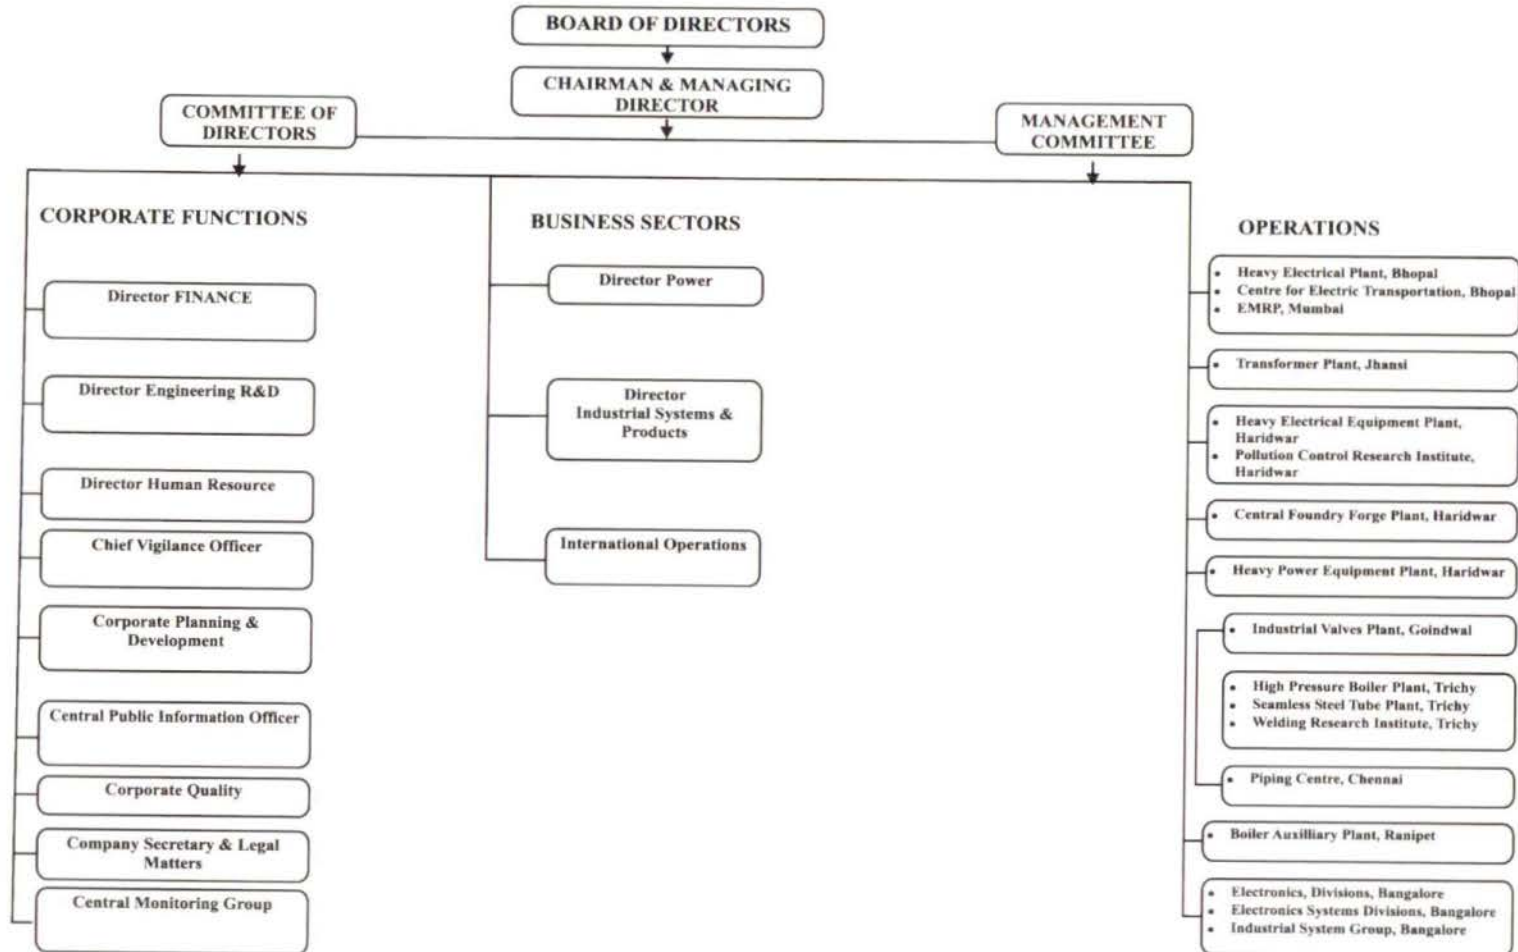 BOARD OF DIRECTORS
CHAIRMAN & MANAGING
DIRECTOR
COMMITTEE OF
DIRECTORS
MANAGEMENT
COMMITTEE
CORPORATE FUNCTIONS
Director FINANCE
Director Engineering R&D
Director Human Resource
Chief Vigilance Officer
Corporate Planning &
Development
Central Public Information Officer
Corporate Quality
Company Secretary & Legal
Matters
Central Monitoring Group
BUSINESS SECTORS
Director Power
Director
Industrial Systems &
Products
International Operations
OPERATIONS
• Heavy Electrical Plant, Bhopal
• Centre for Electric Transportation, Bhopal
• EMRP, Mumbai
• Transformer Plant, Jhansi
• Heavy Electrical Equipment Plant,
Haridwar
• Pollution Control Research Institute,
Haridwar
• Central Foundry Forge Plant, Haridwar
• Heavy Power Equipment Plant, Haridwar
• Industrial Valves Plant, Goindwal
• High Pressure Boiler Plant, Trichy
• Seamless Steel Tube Plant, Trichy
• Welding Research Institute, Trichy
• Piping Centre, Chennai
• Boiler Auxilliary Plant, Ranipet
• Electronics, Divisions, Bangalore
• Electronics Systems Divisions, Bangalore
• Industrial System Group, Bangalore